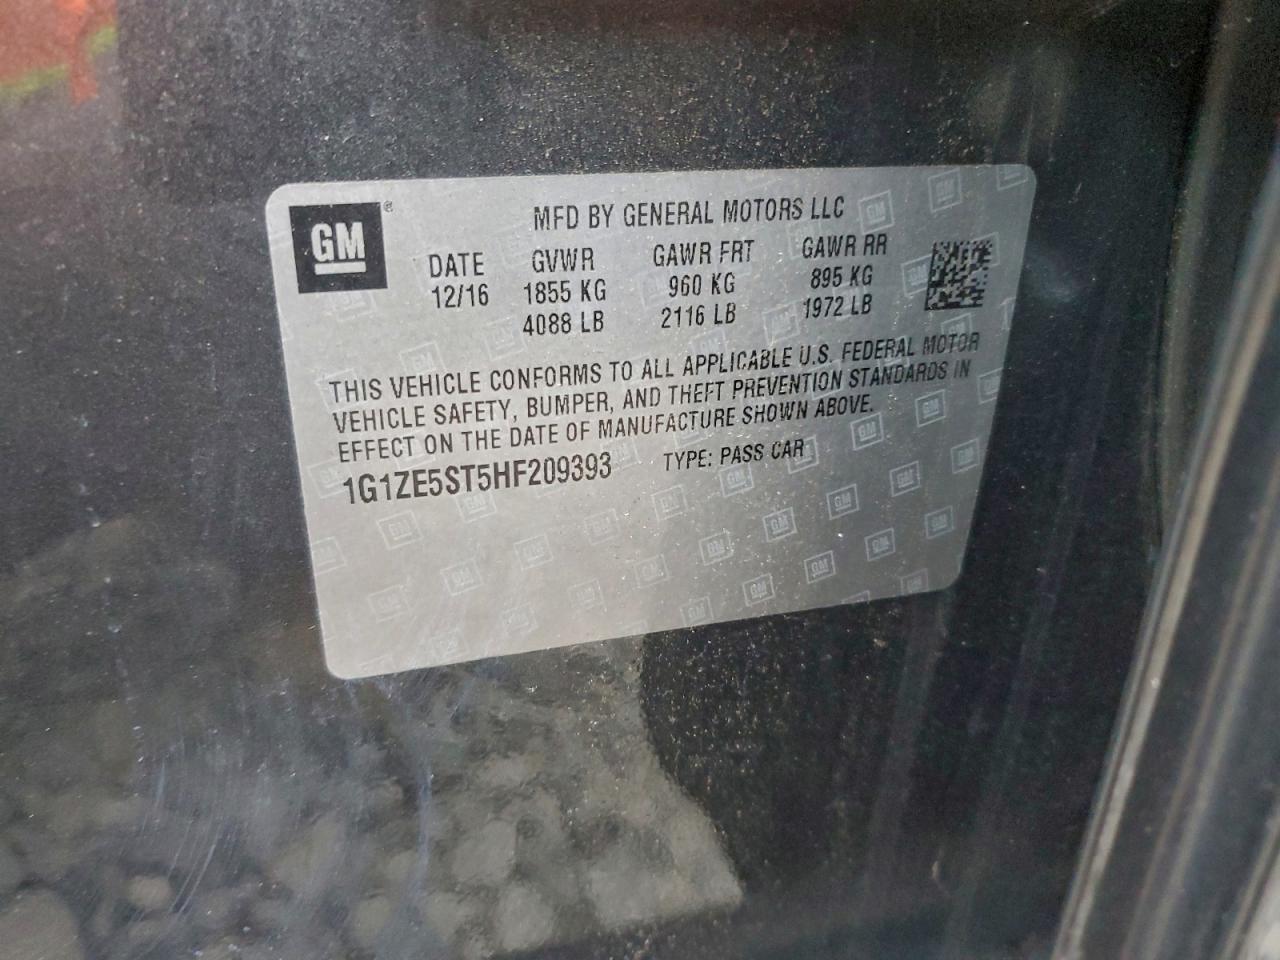 GM ®
MFD BY GENERAL MOTORS LLC
DATE GVWR GAWR FRT GAWR RR
12/16 1855 KG 960 KG 895 KG
4088 LB 2116 LB 1972 LB
THIS VEHICLE CONFORMS TO ALL APPLICABLE U.S. FEDERAL MOTOR
VEHICLE SAFETY, BUMPER, AND THEFT PREVENTION STANDARDS IN
EFFECT ON THE DATE OF MANUFACTURE SHOWN ABOVE.
1G1ZE5ST5HF209393 TYPE: PASS CAR